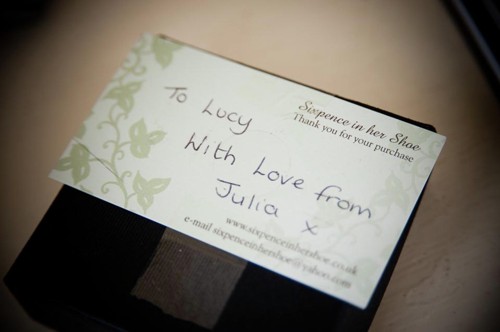 Sixpence in her Shoe
Thank you for your purchase
To Lucy
With Love from
Julia x
www.sixpenceinhershoe.co.uk
e-mail sixpenceinhershoe@yahoo.com